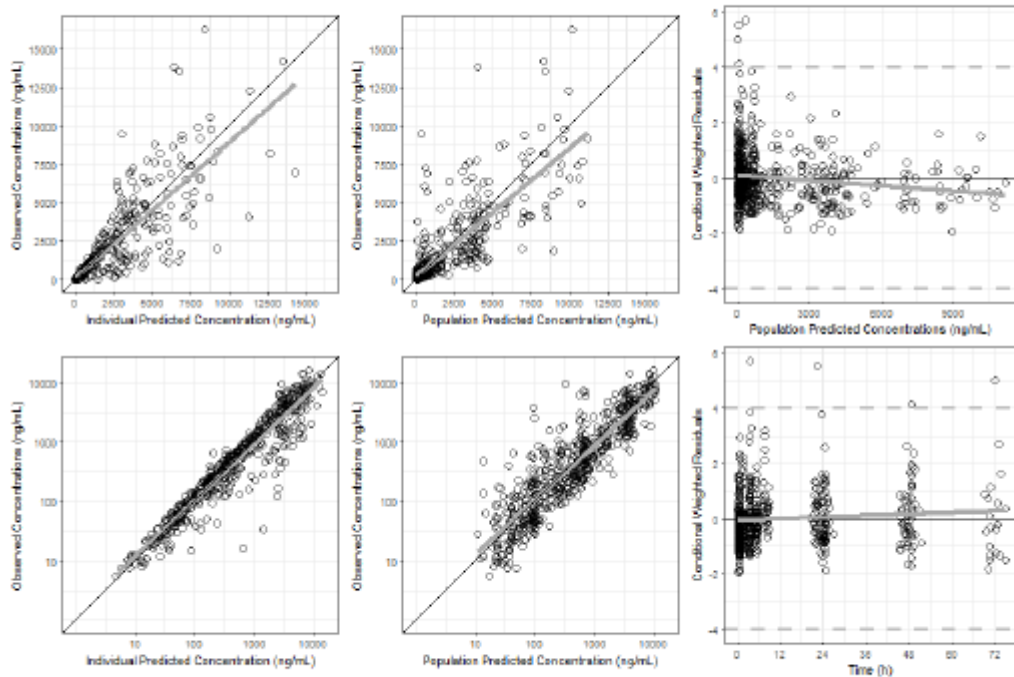 Observed Concentrations (ng/mL)
15000
12500
10000
7500
5000
2500
0
0 2500 5000 7500 10000 12500 15000
Individual Predicted Concentration (ng/mL)
Observed Concentrations (ng/mL)
15000
12500
10000
7500
5000
2500
0
0 2500 5000 7500 10000 12500 15000
Population Predicted Concentration (ng/mL)
Conditional Weighted Residuals
6
4
2
0
-2
-4
0 3000 6000 9000
Population Predicted Concentrations (ng/mL)
Observed Concentrations (ng/mL)
10000
1000
100
10
10 100 1000 10000
Individual Predicted Concentration (ng/mL)
Observed Concentrations (ng/mL)
10000
1000
100
10
10 100 1000 10000
Population Predicted Concentration (ng/mL)
Conditional Weighted Residuals
6
4
2
0
-2
-4
0 24 48 72
Time (h)